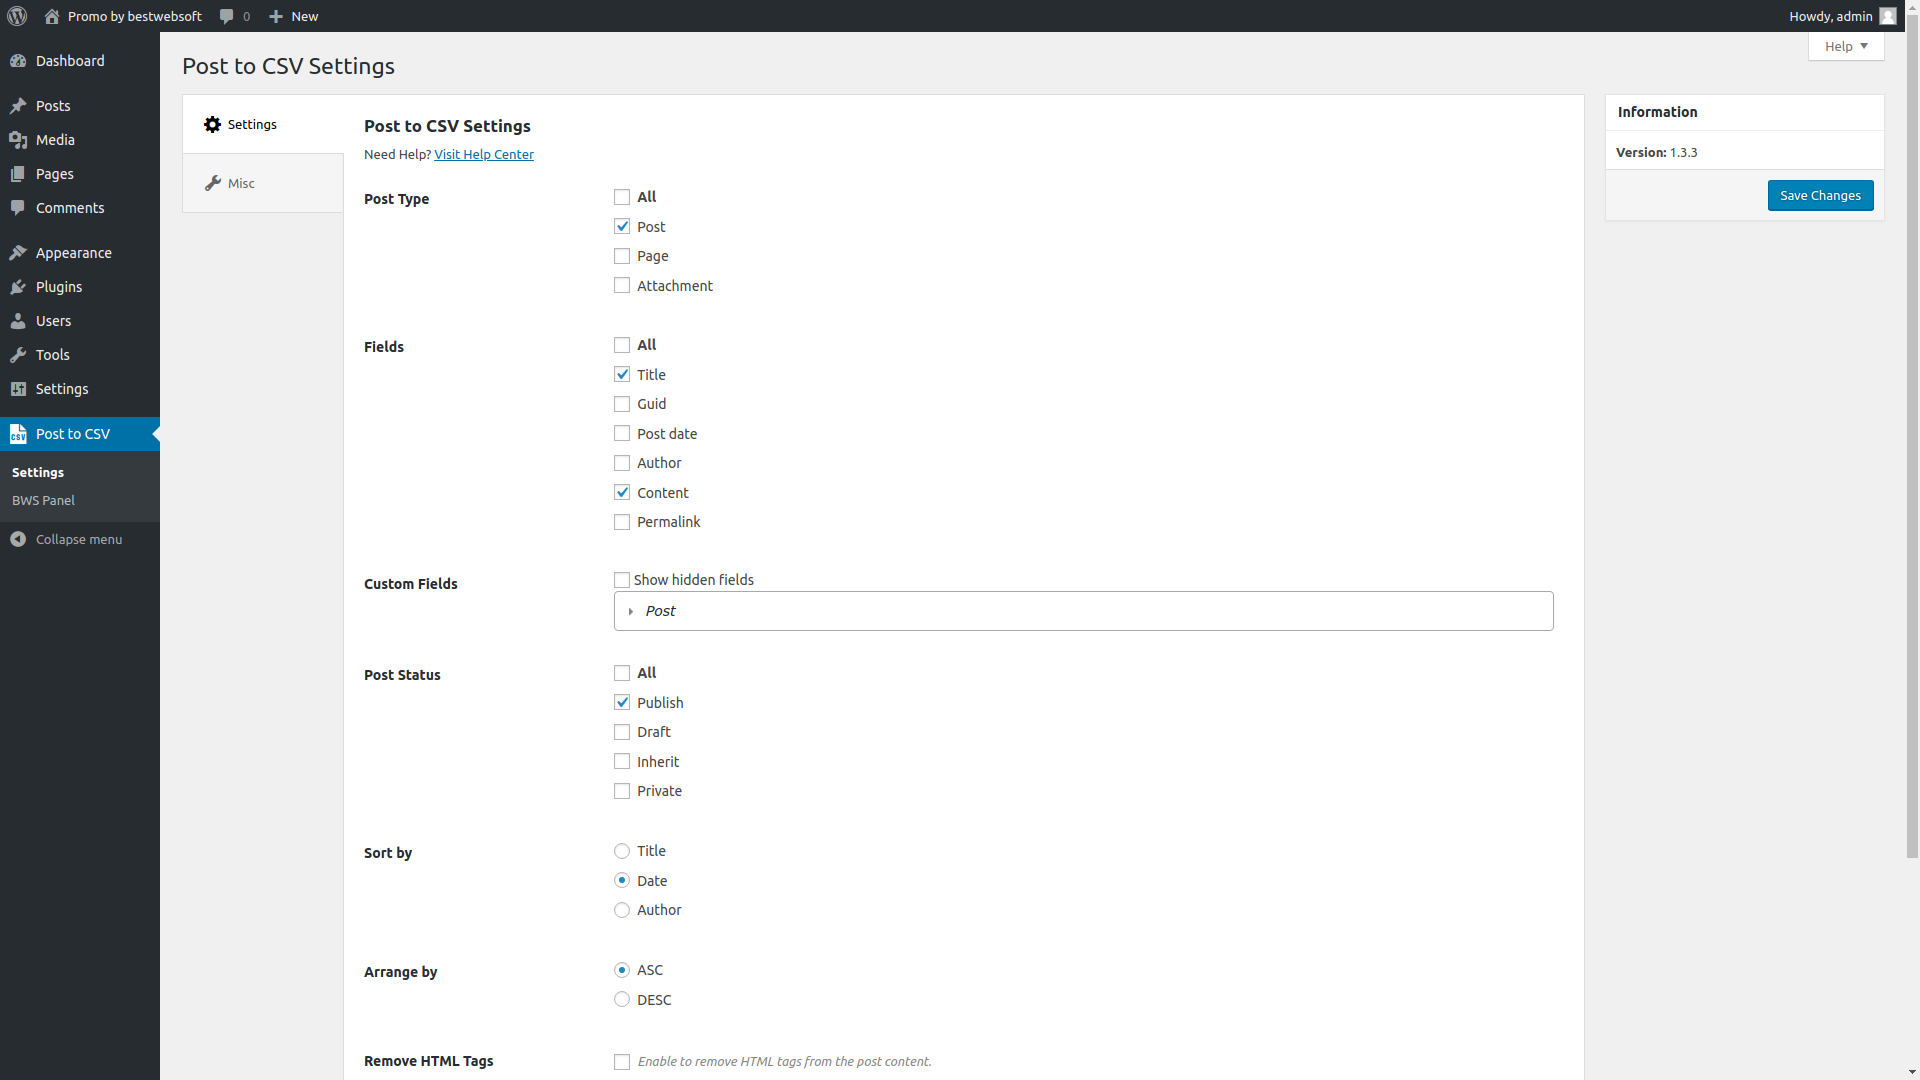 Promo by bestwebsoft 0 New Howdy, admin
Help
Dashboard
Posts
Media
Pages
Comments
Appearance
Plugins
Users
Tools
Settings
CSV Post to CSV
Settings
BWS Panel
Collapse menu
Post to CSV Settings
Settings
Misc
Post to CSV Settings
Need Help? Visit Help Center
Post Type
All
Post
Page
Attachment
Fields
All
Title
Guid
Post date
Author
Content
Permalink
Custom Fields
Show hidden fields
Post
Post Status
All
Publish
Draft
Inherit
Private
Sort by
Title
Date
Author
Arrange by
ASC
DESC
Remove HTML Tags
Enable to remove HTML tags from the post content.
Information
Version: 1.3.3
Save Changes